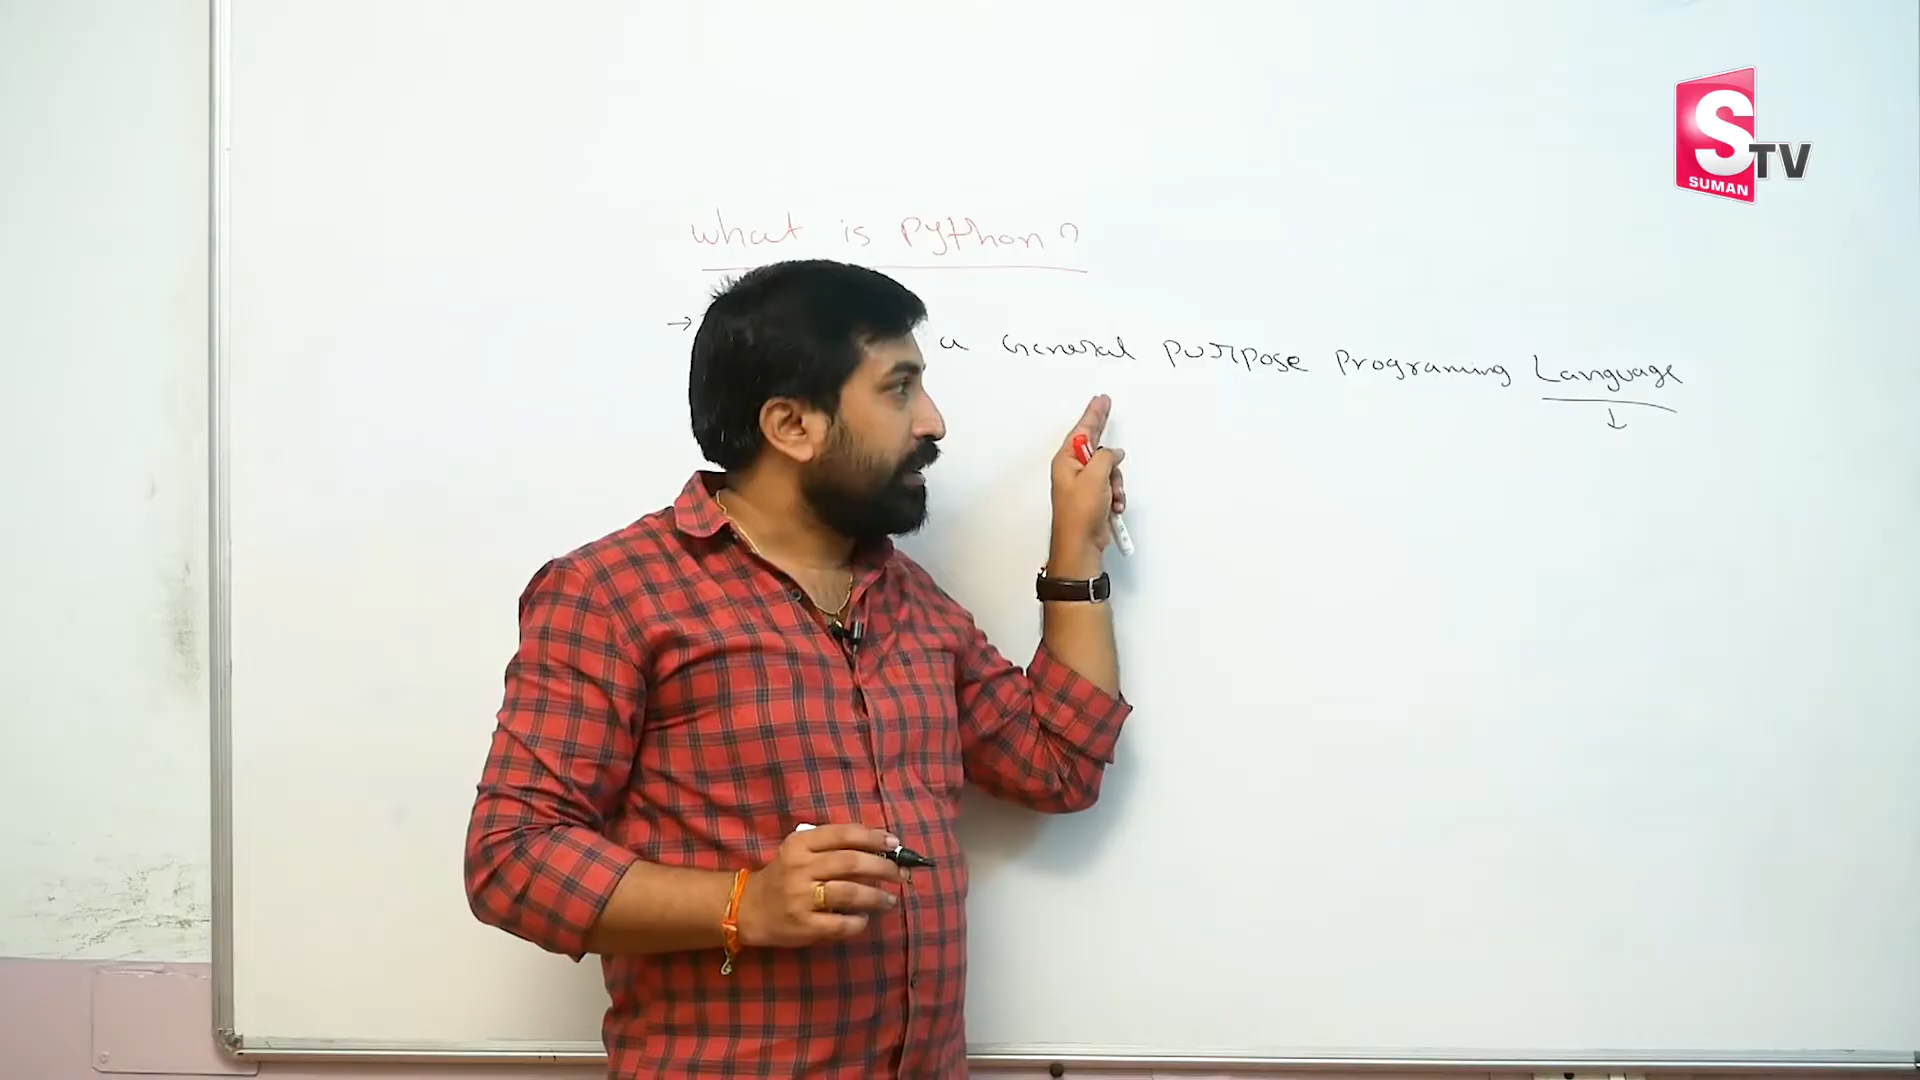 What is Python?
→ a General Purpose Programing Language
↓
S TV
SUMAN